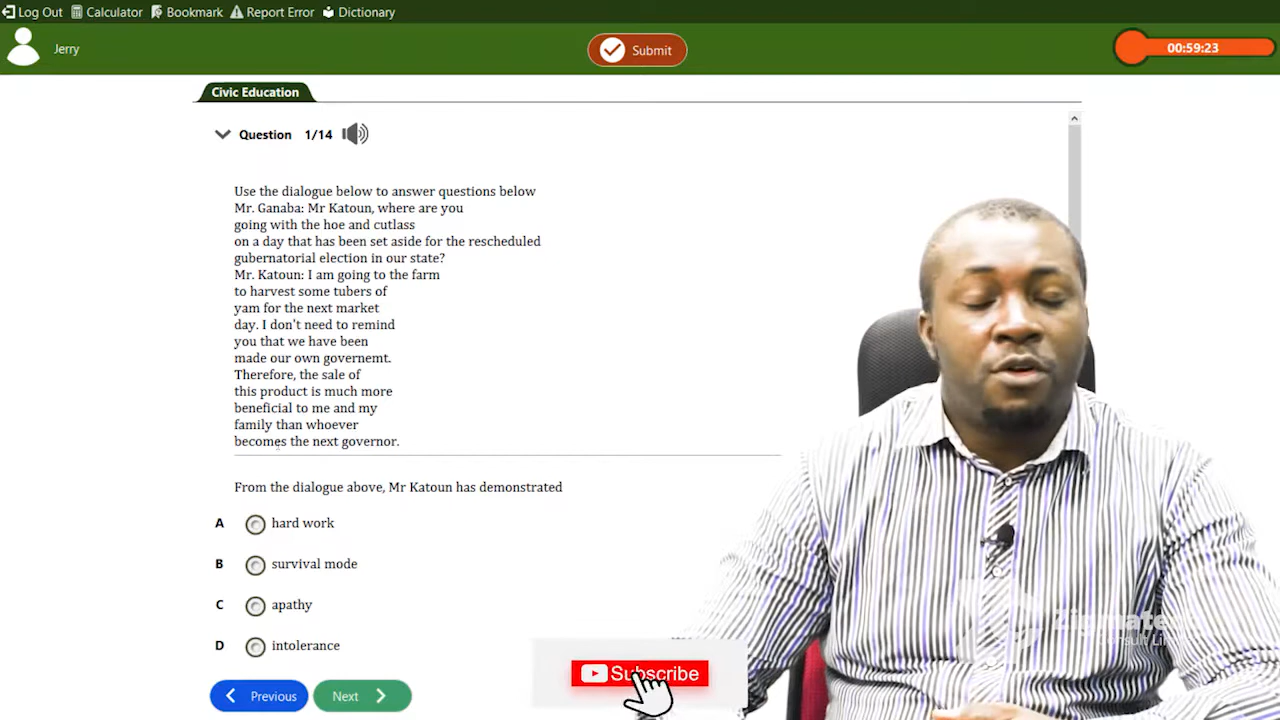 Log Out Calculator Bookmark Report Error Dictionary
Jerry
Submit
00:59:23
Civic Education
Question 1/14
Use the dialogue below to answer questions below
Mr. Ganaba: Mr Katoun, where are you
going with the hoe and cutlass
on a day that has been set aside for the rescheduled
gubernatorial election in our state?
Mr. Katoun: I am going to the farm
to harvest some tubers of
yam for the next market
day. I don't need to remind
you that we have been
made our own governemt.
Therefore, the sale of
this product is much more
beneficial to me and my
family than whoever
becomes the next governor.
From the dialogue above, Mr Katoun has demonstrated
A hard work
B survival mode
C apathy
D intolerance
Previous Next
Subscribe